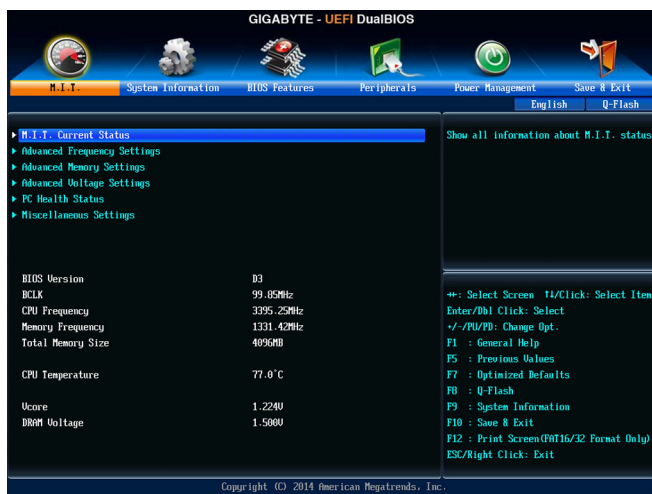 GIGABYTE - UEFI DualBIOS
M.I.T. System Information BIOS Features Peripherals Power Management Save & Exit
English Q-Flash
M.I.T. Current Status
Advanced Frequency Settings
Advanced Memory Settings
Advanced Voltage Settings
PC Health Status
Miscellaneous Settings
Show all information about M.I.T. status
BIOS Version D3
BCLK 99.85MHz
CPU Frequency 3395.25MHz
Memory Frequency 1331.42MHz
Total Memory Size 4096MB
CPU Temperature 77.0°C
Vcore 1.224V
DRAM Voltage 1.500V
→←: Select Screen ↑↓/Click: Select Item
Enter/Dbl Click: Select
+/-/PU/PD: Change Opt.
F1 : General Help
F5 : Previous Values
F7 : Optimized Defaults
F8 : Q-Flash
F9 : System Information
F10 : Save & Exit
F12 : Print Screen(FAT16/32 Format Only)
ESC/Right Click: Exit
Copyright (C) 2014 American Megatrends, Inc.